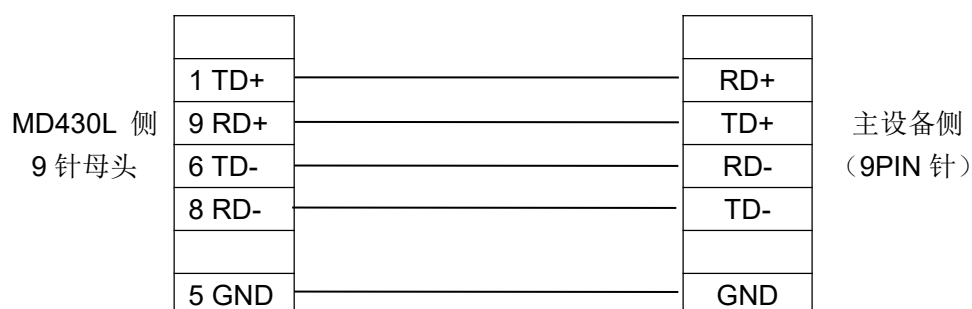 1 TD+ RD+
MD430L 侧 9 RD+ TD+ 主设备侧
9 针母头 6 TD- RD- （9PIN 针）
8 RD- TD-
5 GND GND